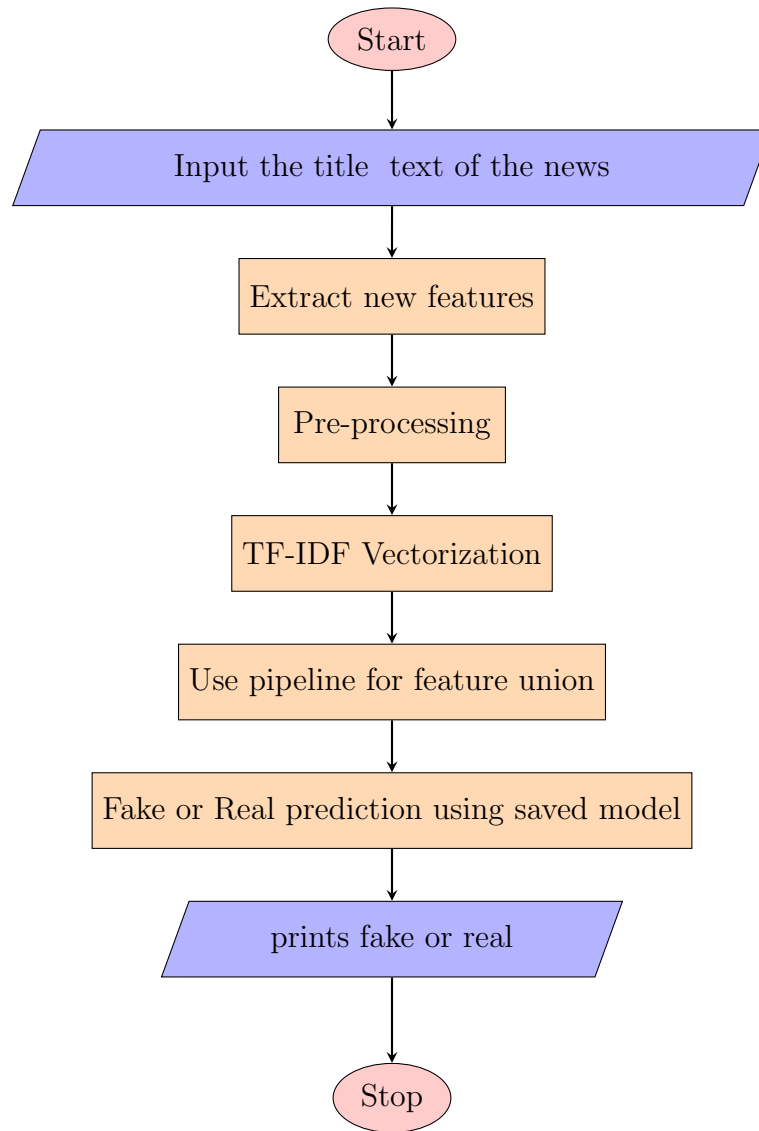 Start
Input the title  text of the news
Extract new features
Pre-processing
TF-IDF Vectorization
Use pipeline for feature union
Fake or Real prediction using saved model
prints fake or real
Stop